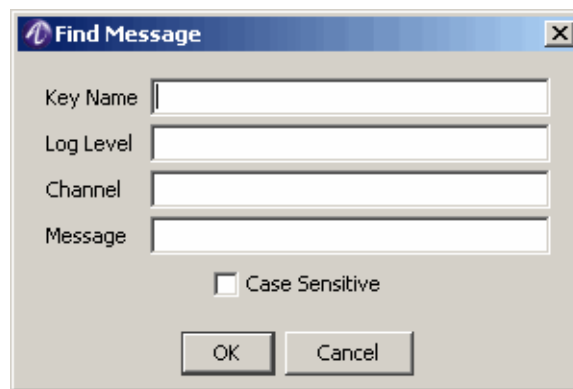 Find Message
Key Name
Log Level
Channel
Message
Case Sensitive
OK Cancel